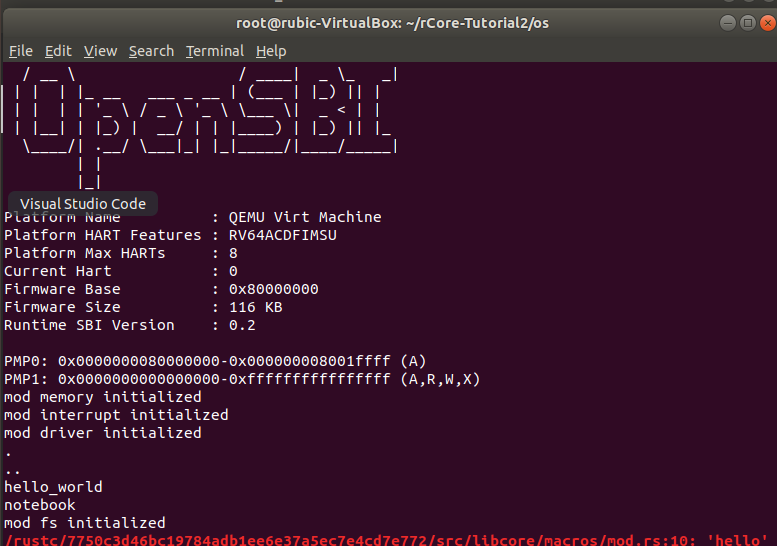 root@rubic-VirtualBox: ~/rCore-Tutorial2/os
File Edit View Search Terminal Help
OpenSBI
Visual Studio Code
Platform Name : QEMU Virt Machine
Platform HART Features : RV64ACDFIMSU
Platform Max HARTs : 8
Current Hart : 0
Firmware Base : 0x80000000
Firmware Size : 116 KB
Runtime SBI Version : 0.2
PMP0: 0x0000000080000000-0x000000008001ffff (A)
PMP1: 0x0000000000000000-0xffffffffffffffff (A,R,W,X)
mod memory initialized
mod interrupt initialized
mod driver initialized
.
..
hello_world
notebook
mod fs initialized
/rustc/7750c3d46bc19784adb1ee6e37a5ec7e4cd7e772/src/libcore/macros/mod.rs:10: 'hello'